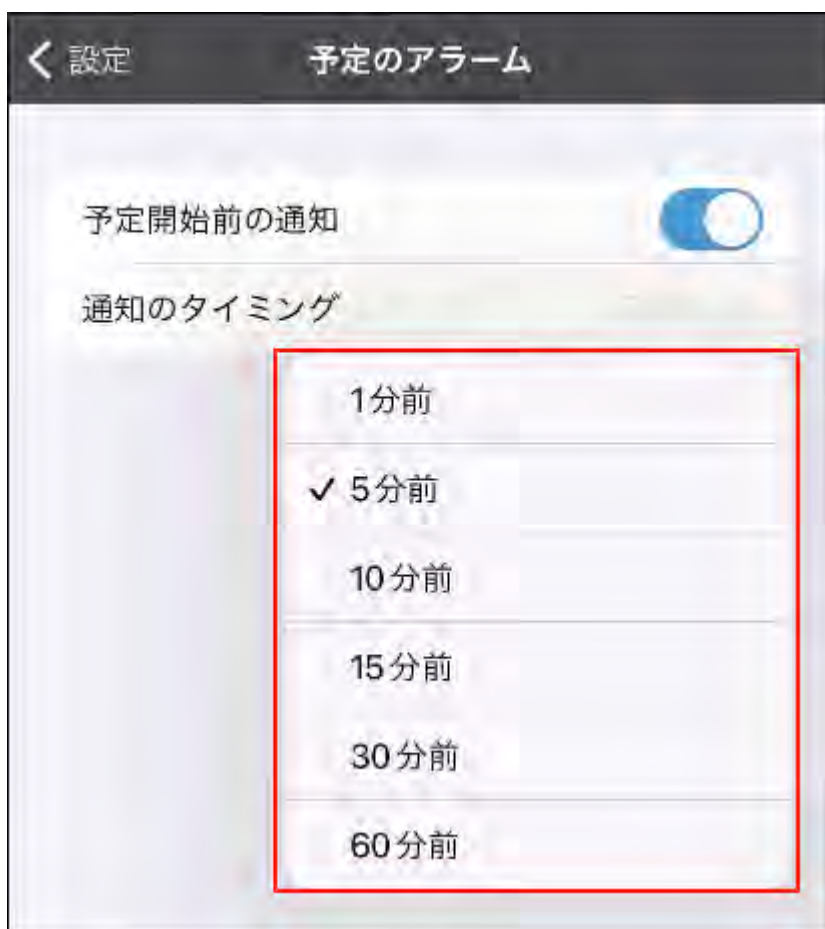 設定 予定のアラーム
予定開始前の通知
通知のタイミング
1分前
5分前
10分前
15分前
30分前
60分前